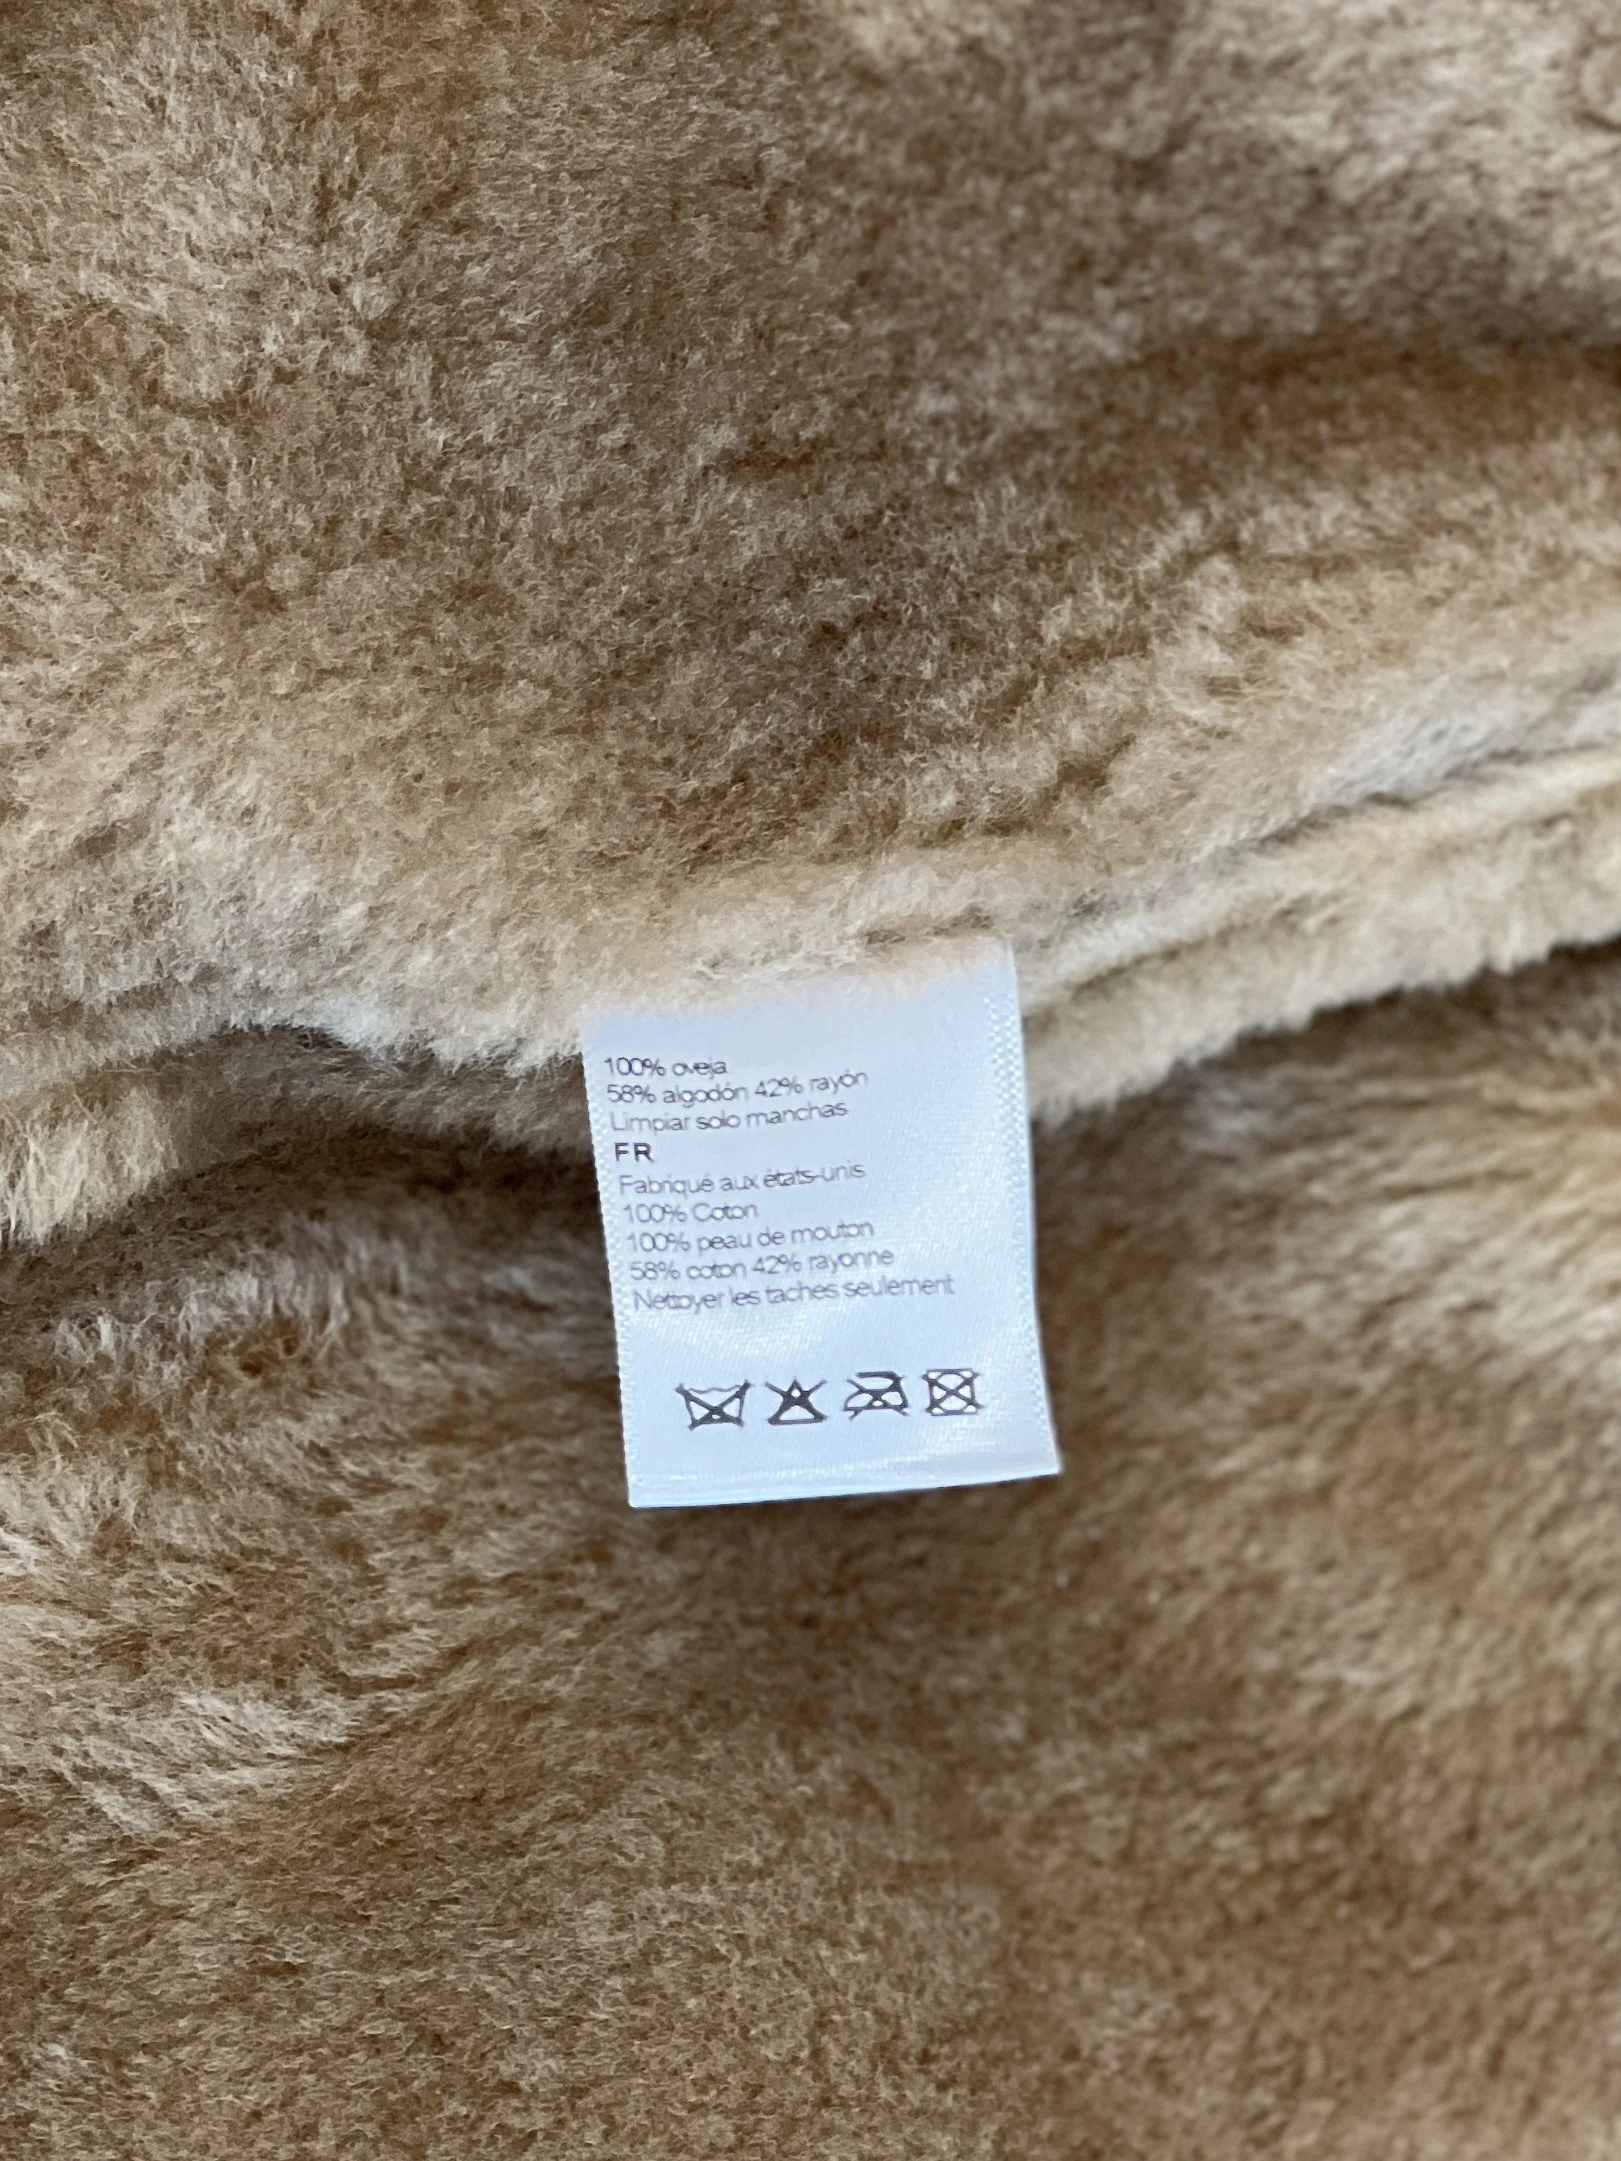 100% oveja
58% algodón 42% rayón
Limpiar solo manchas
FR
Fabriqué aux états-unis
100% Coton
100% peau de mouton
58% coton 42% rayonne
Nettoyer les taches seulement